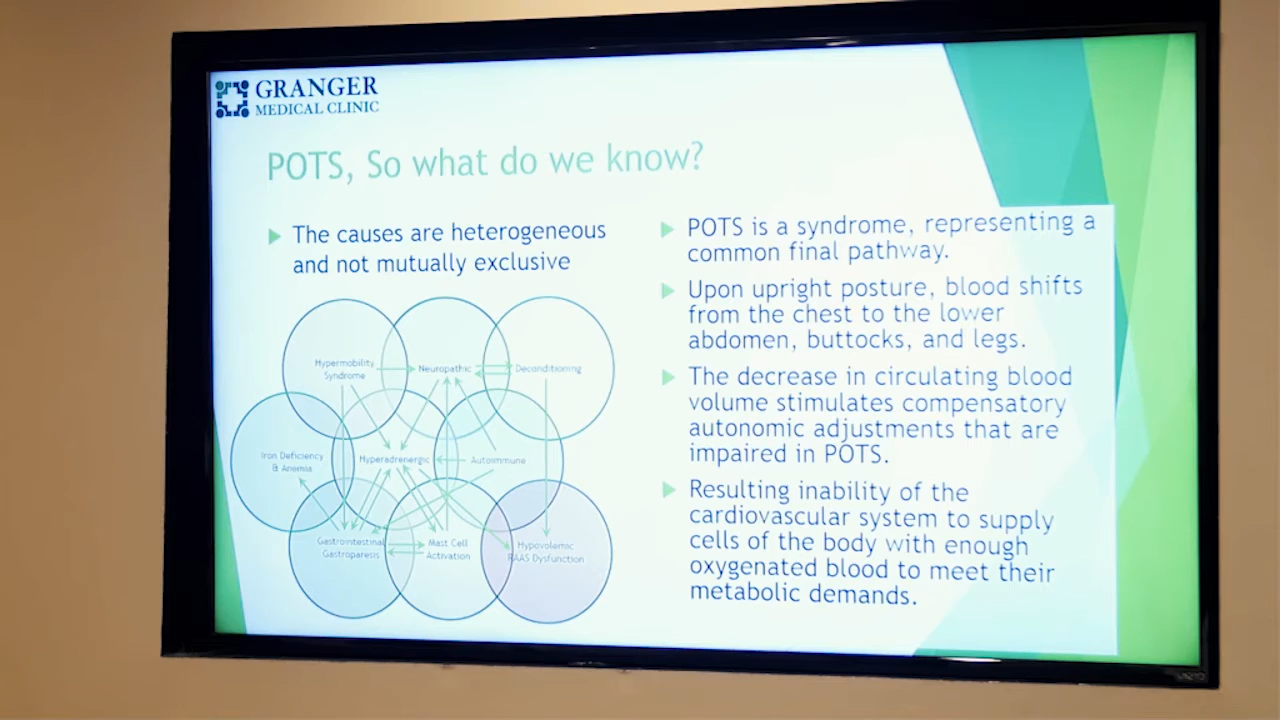 GRANGER
MEDICAL CLINIC
POTS, So what do we know?
The causes are heterogeneous
and not mutually exclusive
Hypermobility
Syndrome
Neuropathic
Deconditioning
Iron Deficiency
& Anemia
Hyperadrenergic
Autoimmune
Gastrointestinal
Gastroparesis
Mast Cell
Activation
Hypovolemic
RAAS Dysfunction
POTS is a syndrome, representing a
common final pathway.
Upon upright posture, blood shifts
from the chest to the lower
abdomen, buttocks, and legs.
The decrease in circulating blood
volume stimulates compensatory
autonomic adjustments that are
impaired in POTS.
Resulting inability of the
cardiovascular system to supply
cells of the body with enough
oxygenated blood to meet their
metabolic demands.